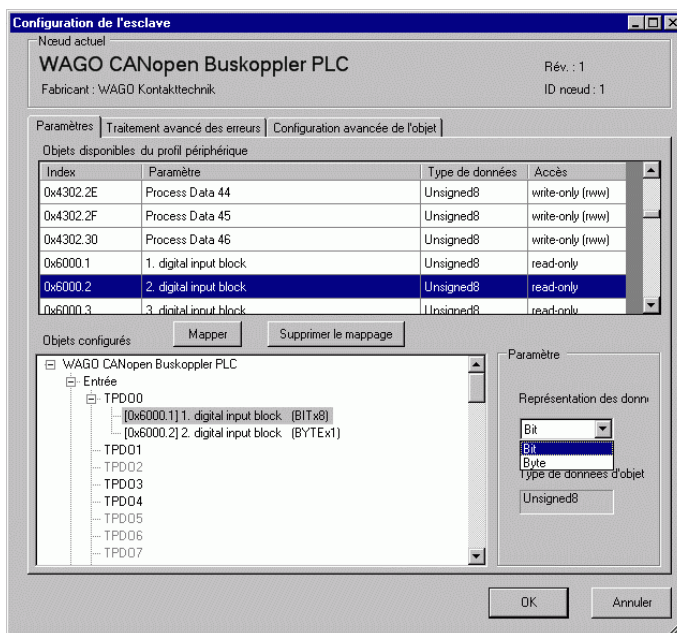 Configuration de l'esclave
Nœud actuel
WAGO CANopen Buskoppler PLC
Rév. : 1
Fabricant : WAGO Kontakttechnik
ID nœud : 1
Paramètres Traitement avancé des erreurs Configuration avancée de l'objet
Objets disponibles du profil périphérique
Index Paramètre Type de données Accès
0x4302.2E Process Data 44 Unsigned8 write-only (rww)
0x4302.2F Process Data 45 Unsigned8 write-only (rww)
0x4302.30 Process Data 46 Unsigned8 write-only (rww)
0x6000.1 1. digital input block Unsigned8 read-only
0x6000.2 2. digital input block Unsigned8 read-only
0x6000.3 3. digital input block Unsigned8 read-only
Objets configurés Mapper Supprimer le mappage
WAGO CANopen Buskoppler PLC
Entrée
TPDO0
[0x6000.1] 1. digital input block (BITx8)
[0x6000.2] 2. digital input block (BYTEx1)
TPDO1
TPDO2
TPDO3
TPDO4
TPDO5
TPDO6
TPDO7
Paramètre
Représentation des donn
Bit
Bit
Byte
Type de données d'objet
Unsigned8
OK Annuler